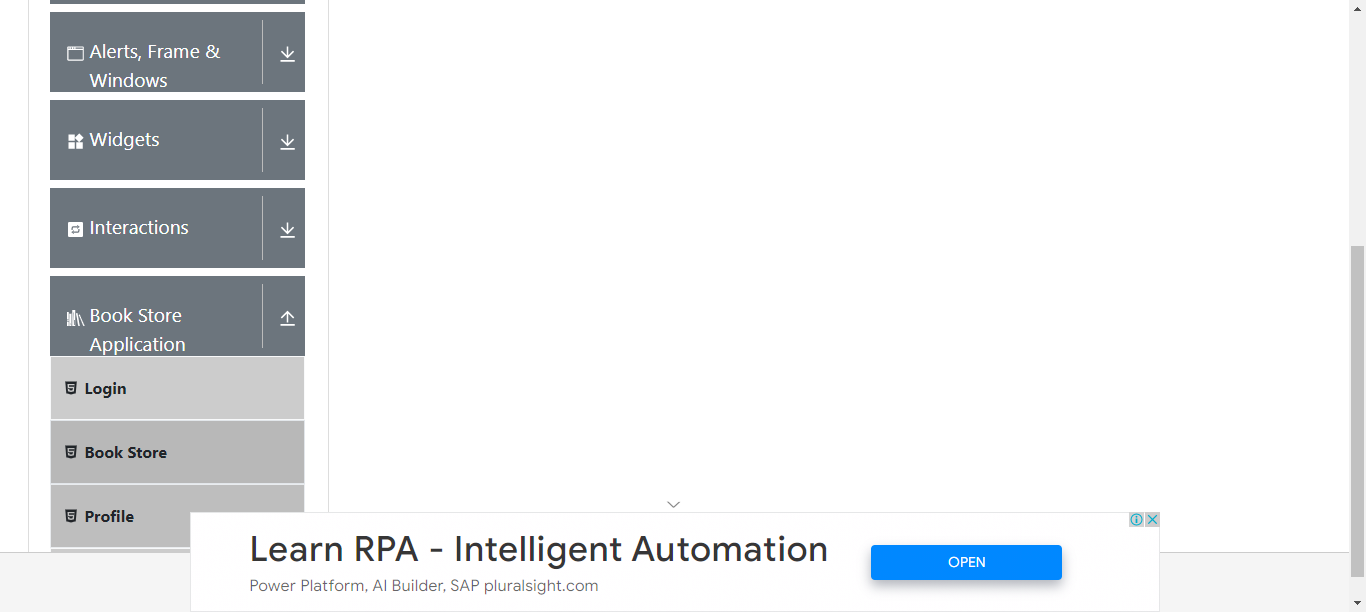 Alerts, Frame &
Windows
Widgets
Interactions
Book Store
Application
Login
Book Store
Profile
Learn RPA - Intelligent Automation
Power Platform, AI Builder, SAP pluralsight.com
OPEN